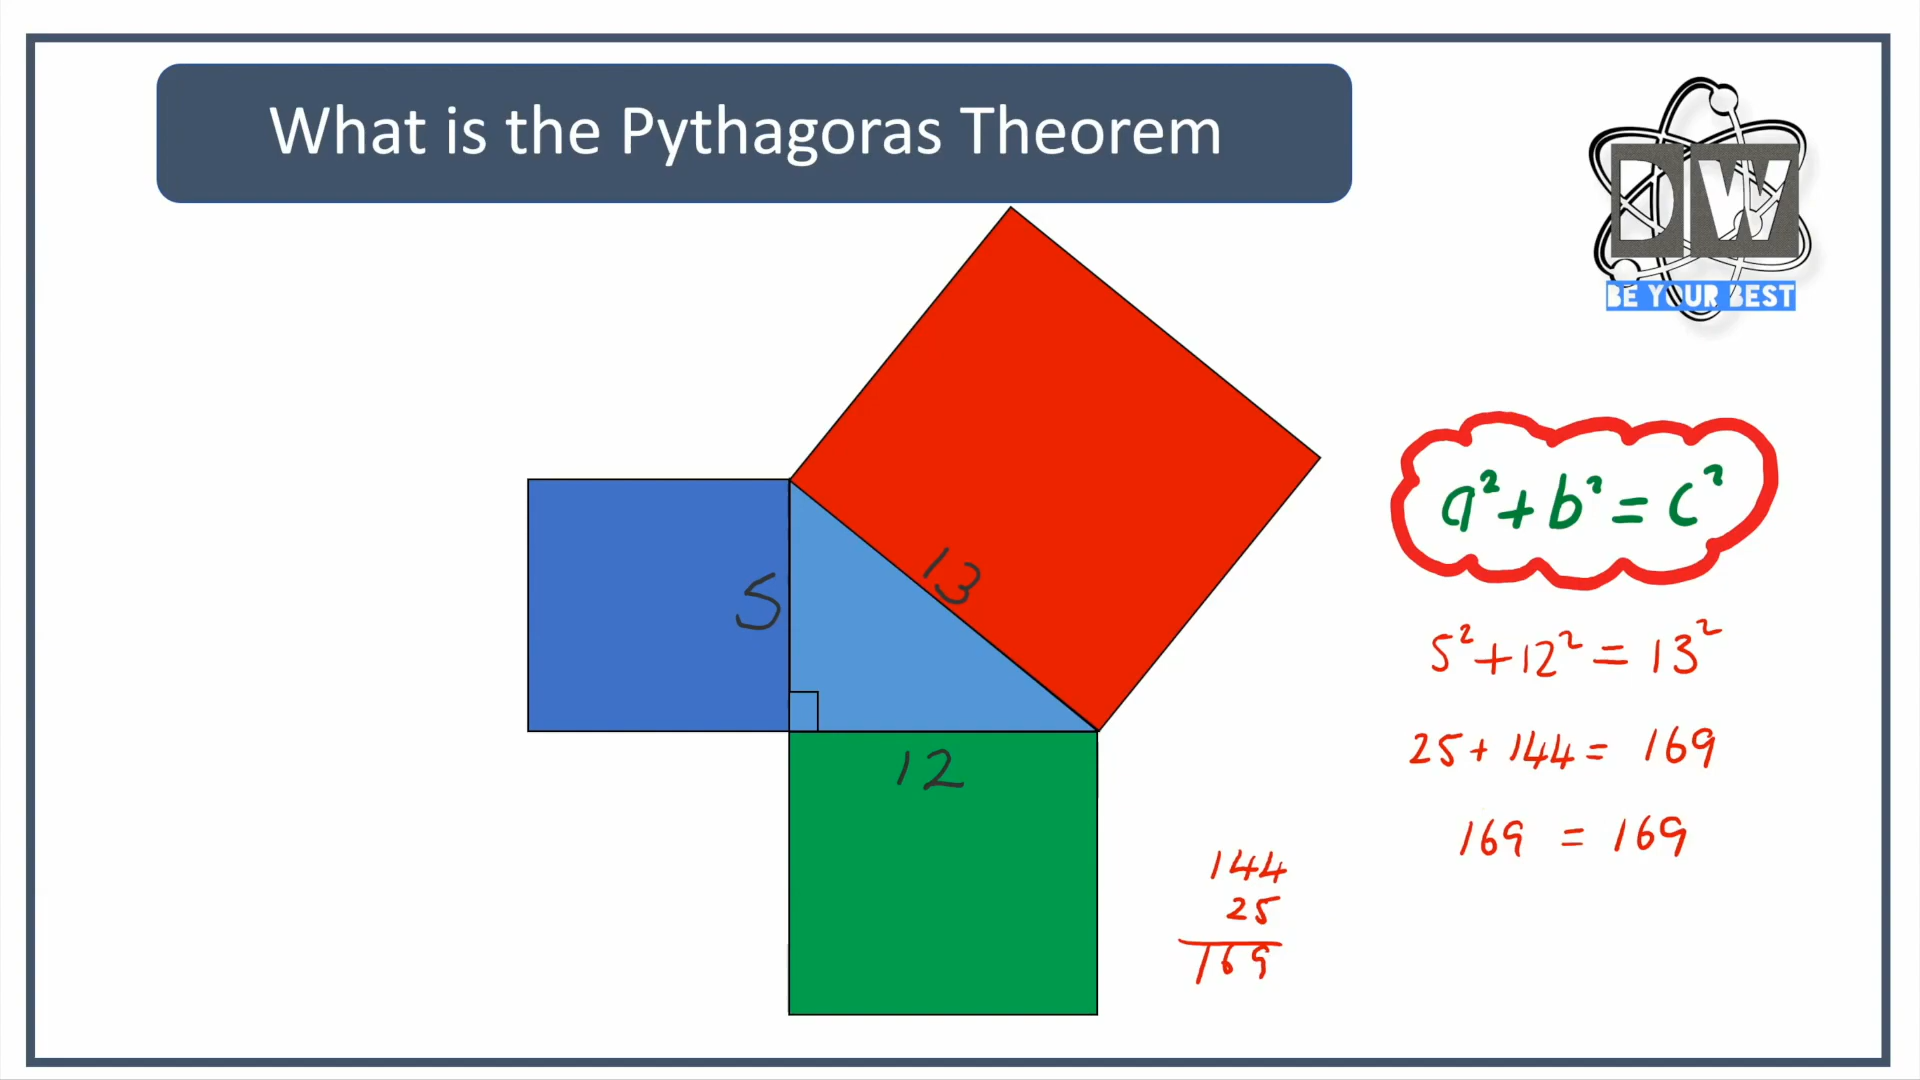 What is the Pythagoras Theorem
DW
BE YOUR BEST
a² + b² = c²
5
13
12
5² + 12² = 13²
25 + 144 = 169
169 = 169
144
25
169